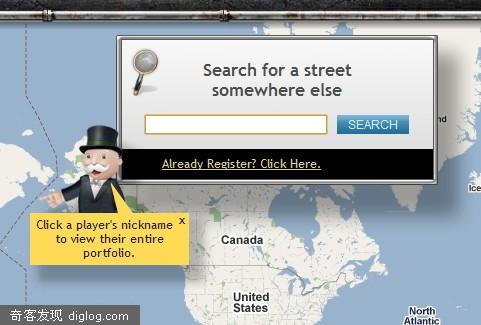 Search for a street
somewhere else
SEARCH
Already Register? Click Here.
Click a player's nickname x
to view their entire
portfolio.
Canada
United
States
North
Atlantic
奇客发现 diglog.com